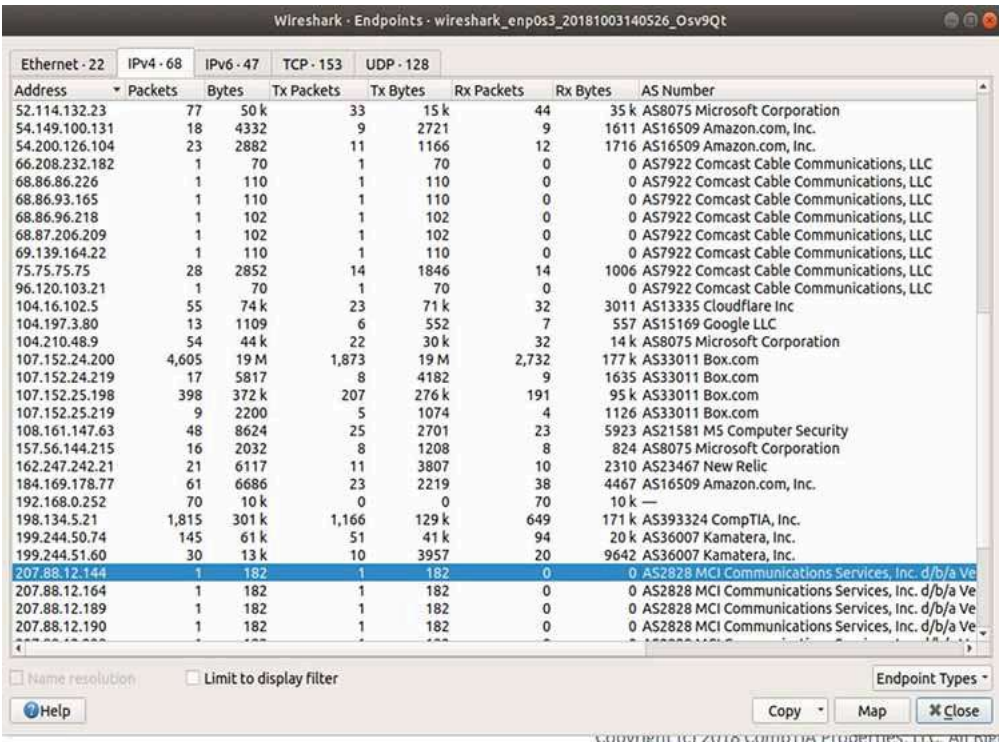 Wireshark · Endpoints · wireshark_enp0s3_20181003140526_Osv9Qt
Ethernet · 22 IPv4 · 68 IPv6 · 47 TCP · 153 UDP · 128
Address Packets Bytes Tx Packets Tx Bytes Rx Packets Rx Bytes AS Number
52.114.132.23 77 50 k 33 15 k 44 35 k AS8075 Microsoft Corporation
54.149.100.131 18 4332 9 2721 9 1611 AS16509 Amazon.com, Inc.
54.200.126.104 23 2882 11 1166 12 1716 AS16509 Amazon.com, Inc.
66.208.232.182 1 70 1 70 0 0 AS7922 Comcast Cable Communications, LLC
68.86.86.226 1 110 1 110 0 0 AS7922 Comcast Cable Communications, LLC
68.86.93.165 1 110 1 110 0 0 AS7922 Comcast Cable Communications, LLC
68.86.96.218 1 102 1 102 0 0 AS7922 Comcast Cable Communications, LLC
68.87.206.209 1 102 1 102 0 0 AS7922 Comcast Cable Communications, LLC
69.139.164.22 1 110 1 110 0 0 AS7922 Comcast Cable Communications, LLC
75.75.75.75 28 2852 14 1846 14 1006 AS7922 Comcast Cable Communications, LLC
96.120.103.21 1 70 1 70 0 0 AS7922 Comcast Cable Communications, LLC
104.16.102.5 55 74 k 23 71 k 32 3011 AS13335 Cloudflare Inc
104.197.3.80 13 1109 6 552 7 557 AS15169 Google LLC
104.210.48.9 54 44 k 22 30 k 32 14 k AS8075 Microsoft Corporation
107.152.24.200 4,605 19 M 1,873 19 M 2,732 177 k AS33011 Box.com
107.152.24.219 17 5817 8 4182 9 1635 AS33011 Box.com
107.152.25.198 398 372 k 207 276 k 191 95 k AS33011 Box.com
107.152.25.219 9 2200 5 1074 4 1126 AS33011 Box.com
108.161.147.63 48 8624 25 2701 23 5923 AS21581 M5 Computer Security
157.56.144.215 16 2032 8 1208 8 824 AS8075 Microsoft Corporation
162.247.242.21 21 6117 11 3807 10 2310 AS23467 New Relic
184.169.178.77 61 6686 23 2219 38 4467 AS16509 Amazon.com, Inc.
192.168.0.252 70 10 k 0 0 70 10 k —
198.134.5.21 1,815 301 k 1,166 129 k 649 171 k AS393324 CompTIA, Inc.
199.244.50.74 145 61 k 51 41 k 94 20 k AS36007 Kamatera, Inc.
199.244.51.60 30 13 k 10 3957 20 9642 AS36007 Kamatera, Inc.
207.88.12.144 1 182 1 182 0 0 AS2828 MCI Communications Services, Inc. d/b/a Ve
207.88.12.164 1 182 1 182 0 0 AS2828 MCI Communications Services, Inc. d/b/a Ve
207.88.12.189 1 182 1 182 0 0 AS2828 MCI Communications Services, Inc. d/b/a Ve
207.88.12.190 1 182 1 182 0 0 AS2828 MCI Communications Services, Inc. d/b/a Ve
Name resolution Limit to display filter Endpoint Types
Help Copy Map Close
Copyright (c) 2018 CompTIA Properties, LLC. All Rig